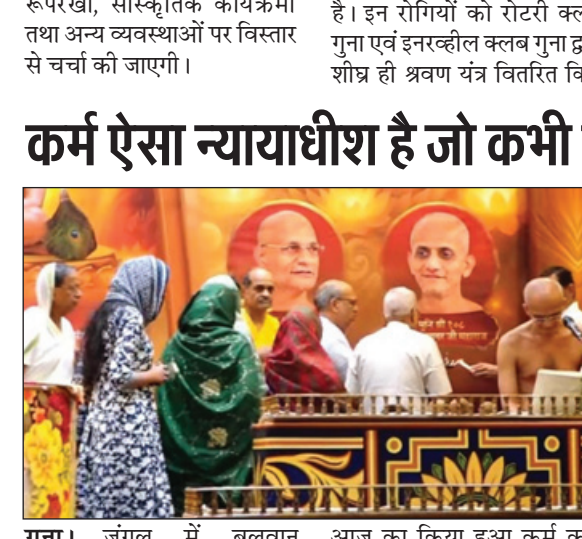 रूपरेखा, सांस्कृतिक कार्यक्रमों
तथा अन्य व्यवस्थाओं पर विस्तार
से चर्चा की जाएगी।
है। इन रोगियों को रोटरी
गुना एवं इनरव्हील क्लब गुना
शीघ्र ही श्रवण यंत्र वितरित
कर्म ऐसा न्यायाधीश है जो कभी
मुनि श्री १०८
गुना। जंगल में बलवान
आज का किया हुआ कर्म